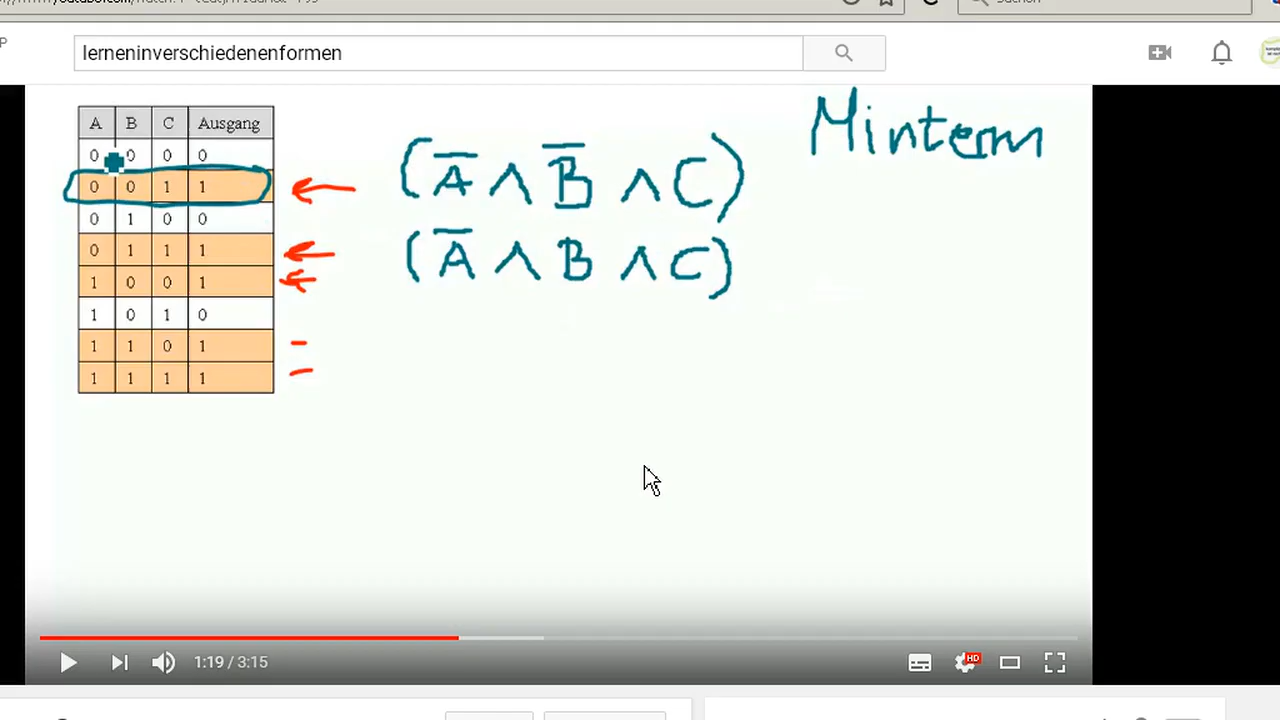 P
lerneninverschiedenenformen
Minterm
A B C Ausgang
0 0 0 0
0 0 1 1
0 1 0 0
0 1 1 1
1 0 0 1
1 0 1 0
1 1 0 1
1 1 1 1
(A̅ ∧ B̅ ∧ C)
(A̅ ∧ B ∧ C)
1:19 / 3:15
HD